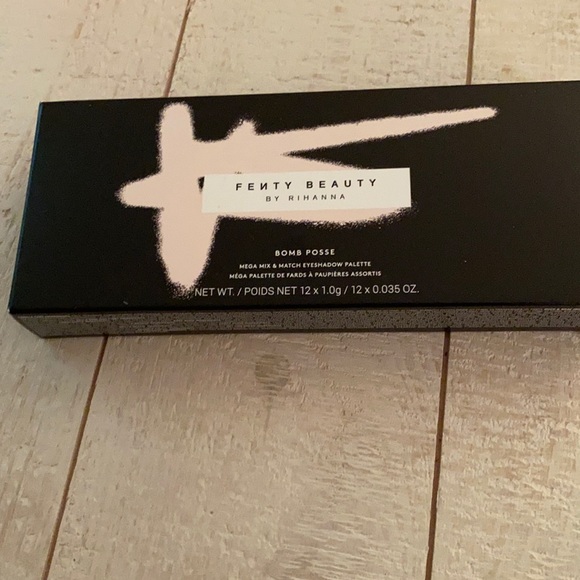 FEИTY BEAUTY
BY RIHANNA
BOMB POSSE
MEGA MIX & MATCH EYESHADOW PALETTE
MÉGA PALETTE DE FARDS À PAUPIÈRES ASSORTIS
NET WT. / POIDS NET 12 x 1.0g / 12 x 0.035 OZ.